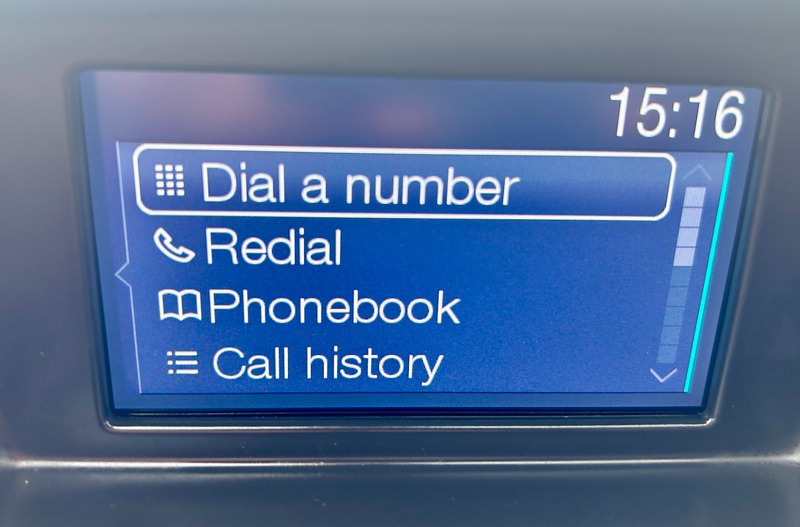 15:16
Dial a number
Redial
Phonebook
Call history